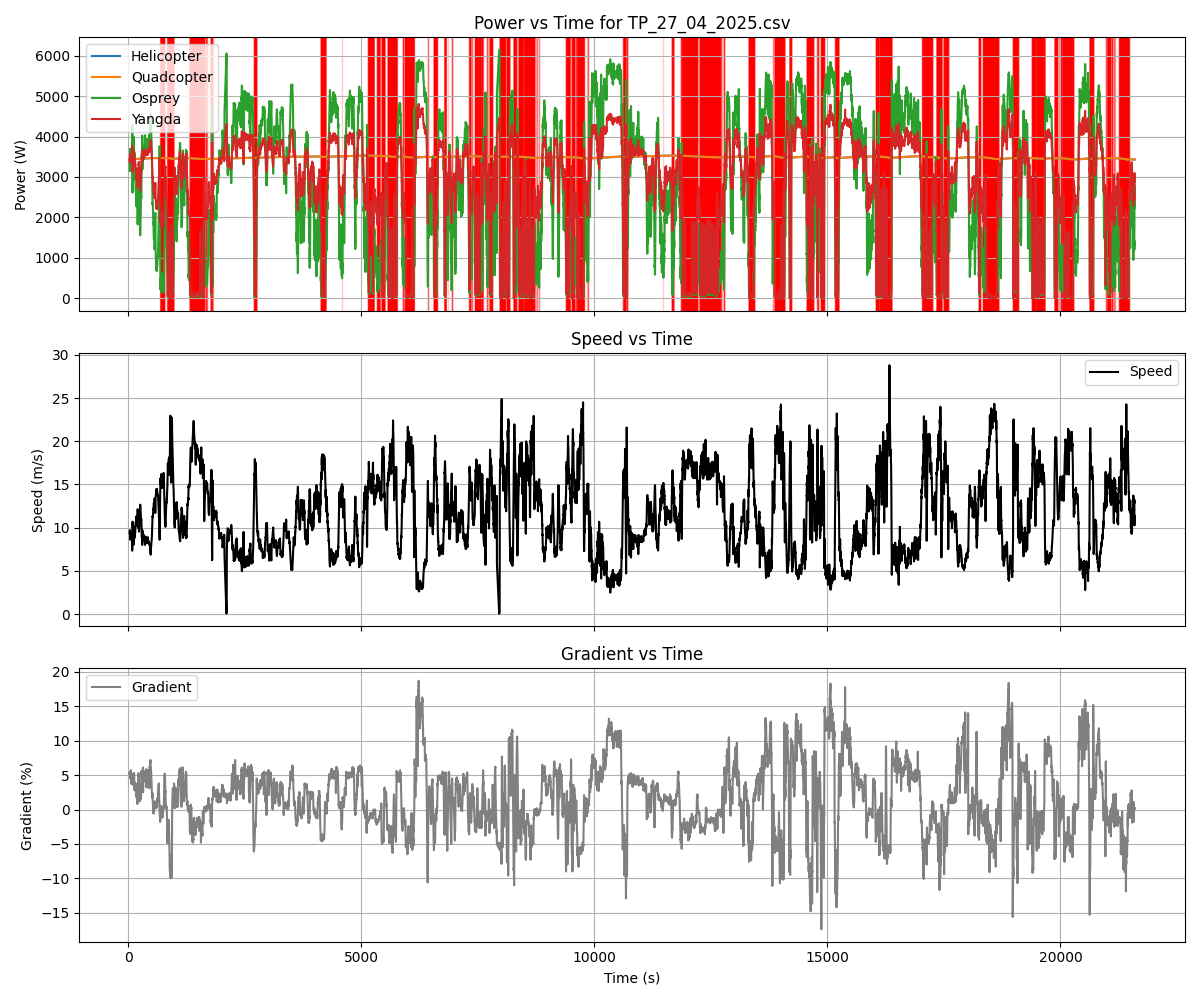 Power vs Time for TP_27_04_2025.csv
Helicopter
Quadcopter
Osprey
Yangda
6000
5000
4000
3000
2000
1000
0
Power (W)
Speed vs Time
Speed
30
25
20
15
10
5
0
Speed (m/s)
Gradient vs Time
Gradient
20
15
10
5
0
−5
−10
−15
Gradient (%)
0
5000
10000
15000
20000
Time (s)